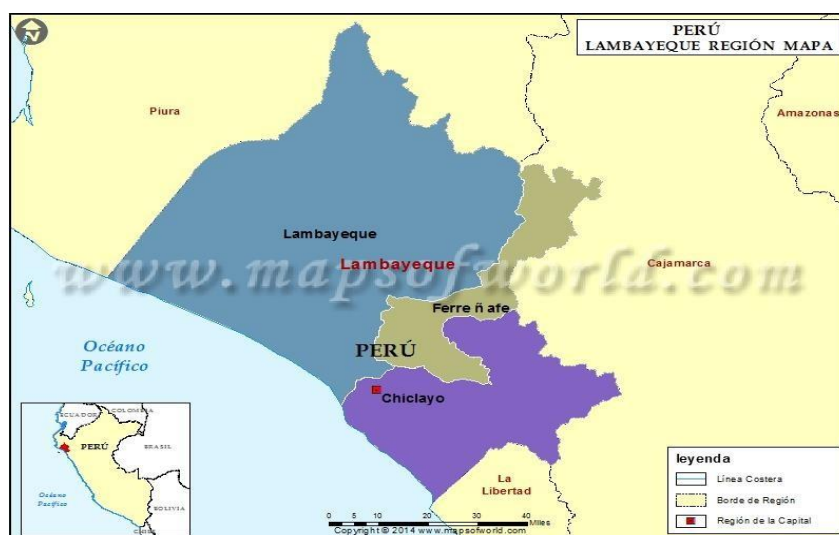 PERÚ
LAMBAYEQUE REGIÓN MAPA
Piura
Amazonas
Lambayeque
Lambayeque
www.mapsofworld.com
Cajamarca
Ferre ñ afe
Océano
Pacífico
PERÚ
Chiclayo
ECUADOR
COLOMBIA
PERÚ
BRASIL
Océano
Pacífico
BOLIVIA
La
Libertad
leyenda
Línea Costera
Borde de Región
Región de la Capital
0 10 20 40
Miles
Copyright © 2014 www.mapsofworld.com